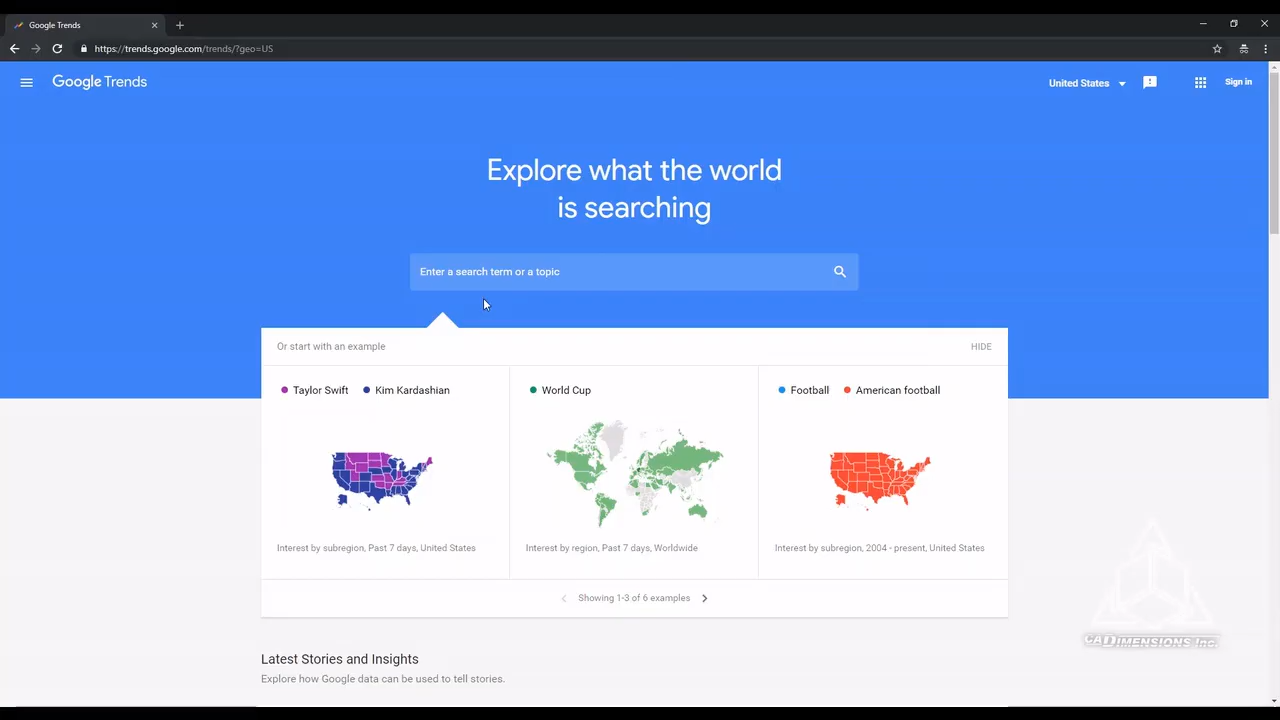 Google Trends
https://trends.google.com/trends/?geo=US
Google Trends
United States
Sign in
Explore what the world
is searching
Enter a search term or a topic
Or start with an example
HIDE
Taylor Swift
Kim Kardashian
World Cup
Football
American football
Interest by subregion, Past 7 days, United States
Interest by region, Past 7 days, Worldwide
Interest by subregion, 2004 - present, United States
Showing 1-3 of 6 examples
CADIMENSIONS Inc.
Latest Stories and Insights
Explore how Google data can be used to tell stories.